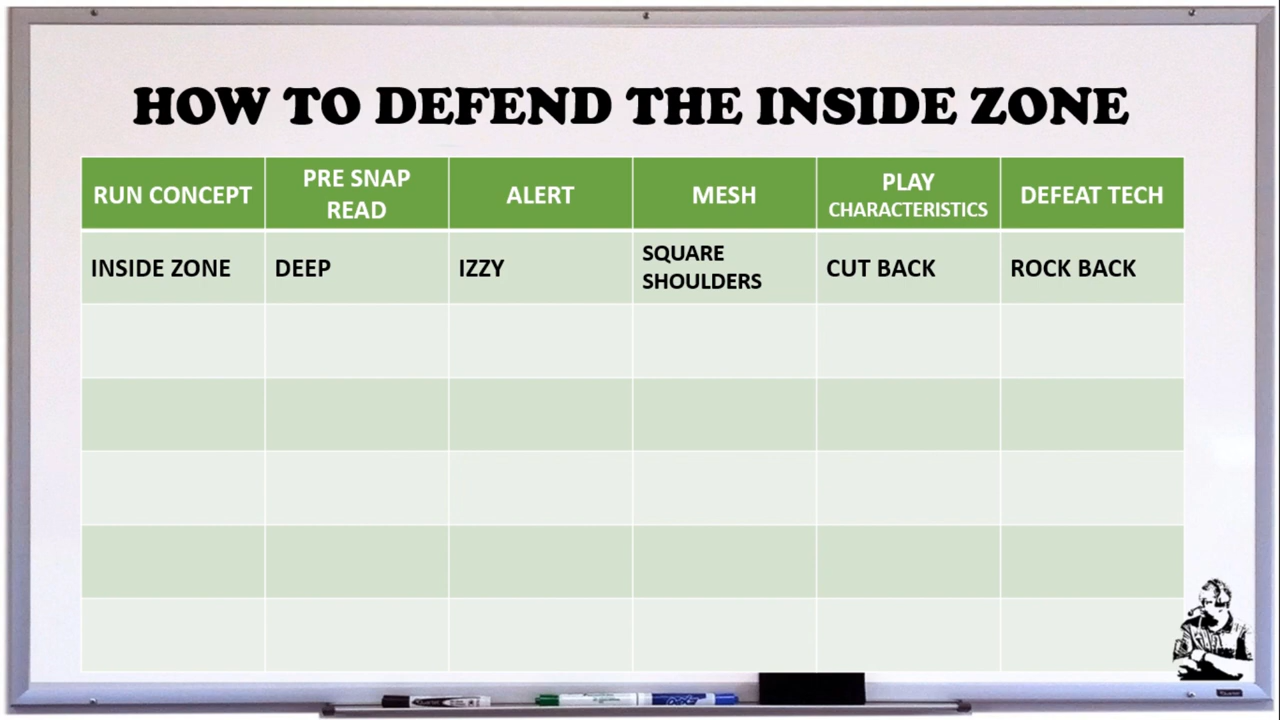 HOW TO DEFEND THE INSIDE ZONE
RUN CONCEPT
PRE SNAP
READ
ALERT
MESH
PLAY
CHARACTERISTICS
DEFEAT TECH
INSIDE ZONE
DEEP
IZZY
SQUARE
SHOULDERS
CUT BACK
ROCK BACK